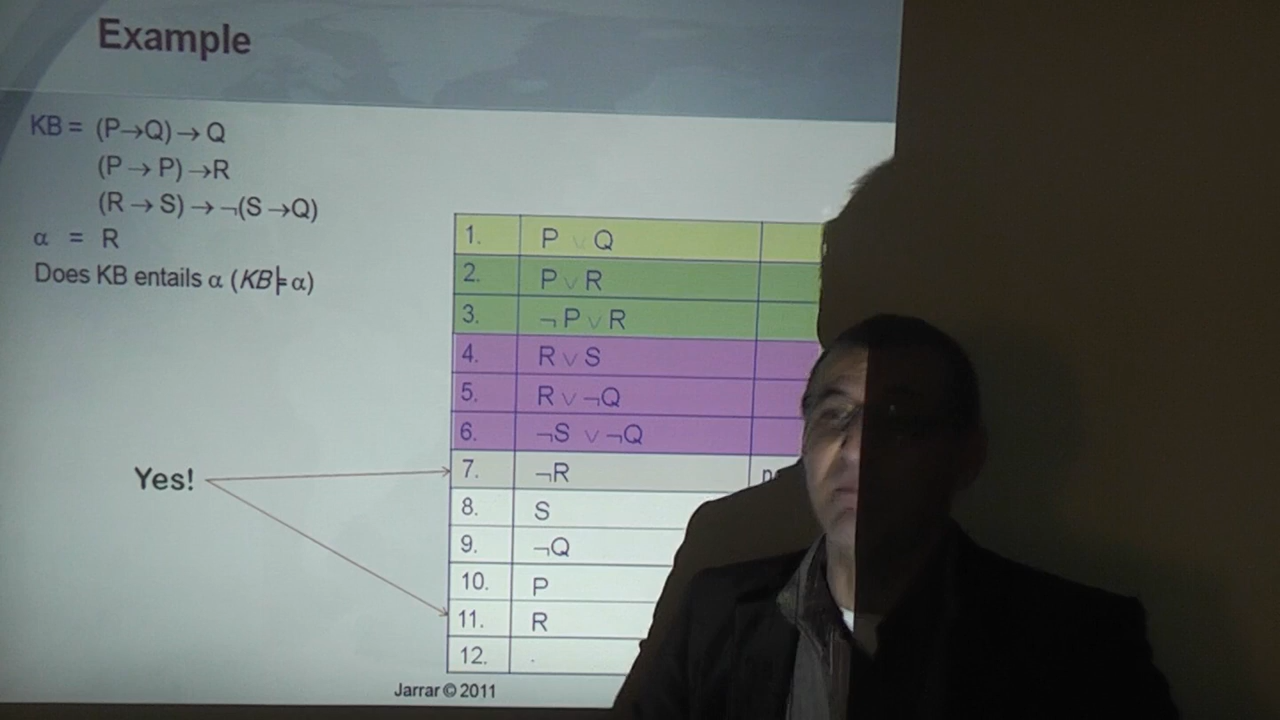 Example
KB = (P→Q) → Q
(P → P) →R
(R → S) → ¬(S →Q)
α = R
Does KB entails α (KB⊧α)
1. P ∨ Q
2. P ∨ R
3. ¬P ∨ R
4. R ∨ S
5. R ∨ ¬Q
6. ¬S ∨ ¬Q
Yes!
7. ¬R
8. S
9. ¬Q
10. P
11. R
12. .
Jarrar © 2011